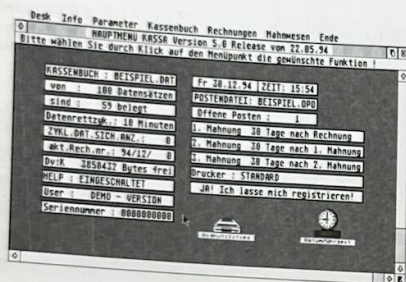 Desk Info Parameter Kassenbuch Rechnungen Mahnwesen Ende
HAUPTMENU KASSA Version 5.0 Release vom 22.05.94
Bitte wählen Sie durch Klick auf den Menüpunkt die gewünschte Funktion !
KASSENBUCH : BEISPIEL.DAT
von : 100 Datensätzen
sind : 59 belegt
Datenrettzyk.: 10 Minuten
ZYKL.DAT.SICH.ANZ.: 0
akt.Rech.nr.: 94/12/ 0
Dv:K 3858432 Bytes frei
HELP : EINGESCHALTET
User : DEMO - VERSION
Seriennummer : 0000000000
Fr 30.12.94 ZEIT: 15:54
POSTENDATEI: BEISPIEL.OPO
Offene Posten : 1
1. Mahnung 30 Tage nach Rechnung
2. Mahnung 30 Tage nach 1. Mahnung
3. Mahnung 30 Tage nach 2. Mahnung
Drucker : STANDARD
JA! Ich lasse mich registrieren!